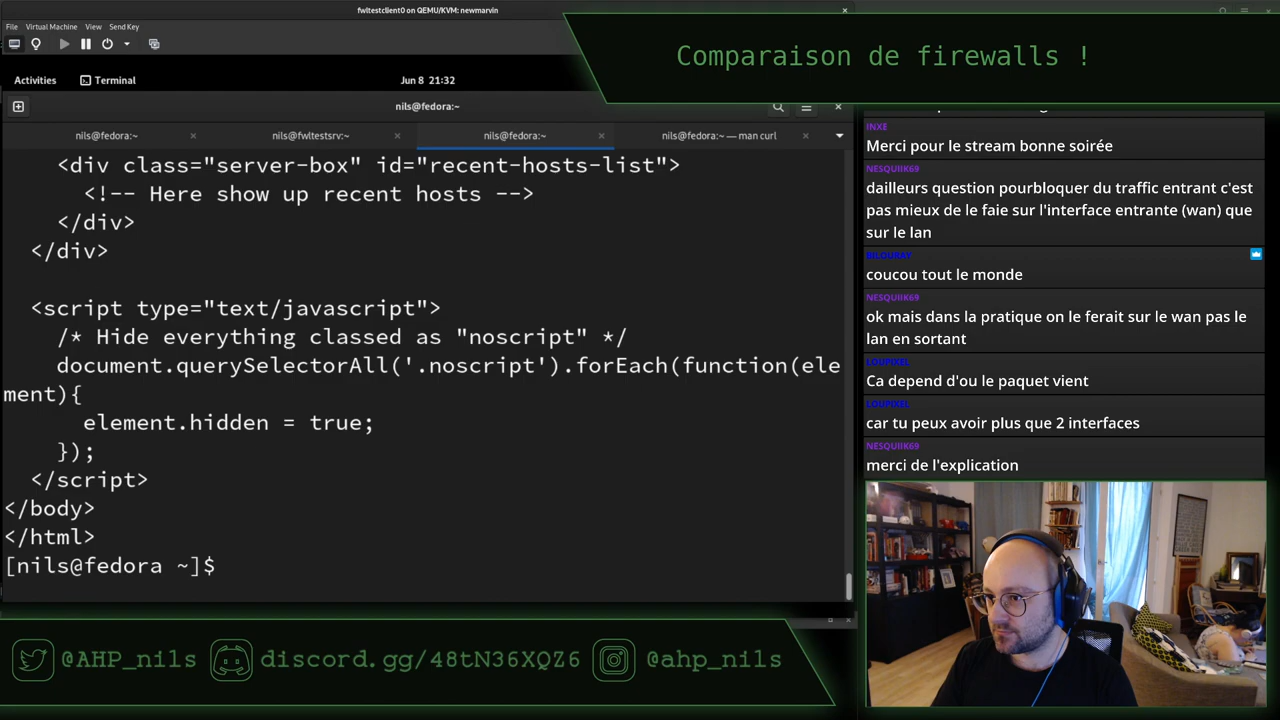 fwltestclient0 on QEMU/KVM: newmarvin
File Virtual Machine View Send Key
Activities Terminal Jun 8 21:32
nils@fedora:~
nils@fedora:~ nils@fwltestsrv:~ nils@fedora:~ nils@fedora:~ — man curl
<div class="server-box" id="recent-hosts-list">
<!-- Here show up recent hosts -->
</div>
</div>
<script type="text/javascript">
/* Hide everything classed as "noscript" */
document.querySelectorAll('.noscript').forEach(function(ele
ment){
element.hidden = true;
});
</script>
</body>
</html>
[nils@fedora ~]$
Comparaison de firewalls !
INXE
Merci pour le stream bonne soirée
NESQUIIK69
dailleurs question pourbloquer du traffic entrant c'est
pas mieux de le faie sur l'interface entrante (wan) que
sur le lan
BILOURAY
coucou tout le monde
NESQUIIK69
ok mais dans la pratique on le ferait sur le wan pas le
lan en sortant
LOUPIXEL
Ca depend d'ou le paquet vient
LOUPIXEL
car tu peux avoir plus que 2 interfaces
NESQUIIK69
merci de l'explication
@AHP_nils discord.gg/48tN36XQZ6 @ahp_nils